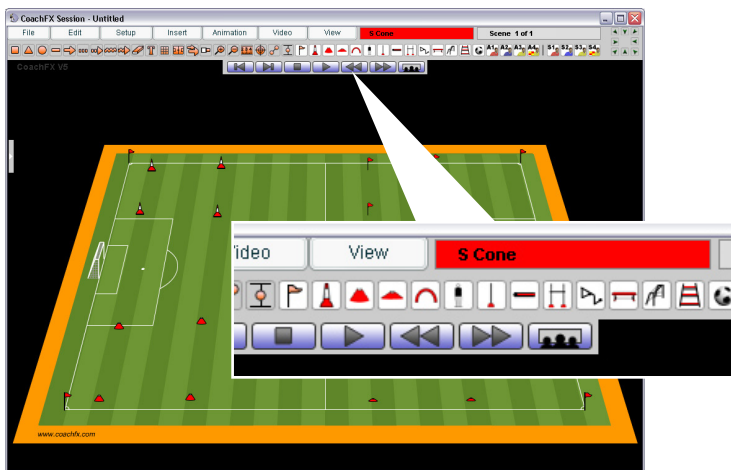 CoachFX Session - Untitled
File Edit Setup Insert Animation Video View S Cone Scene 1 of 1
T A1 A2 A3 A4 S1 S2 S3 S4
CoachFX V5
ideo View S Cone
www.coachfx.com